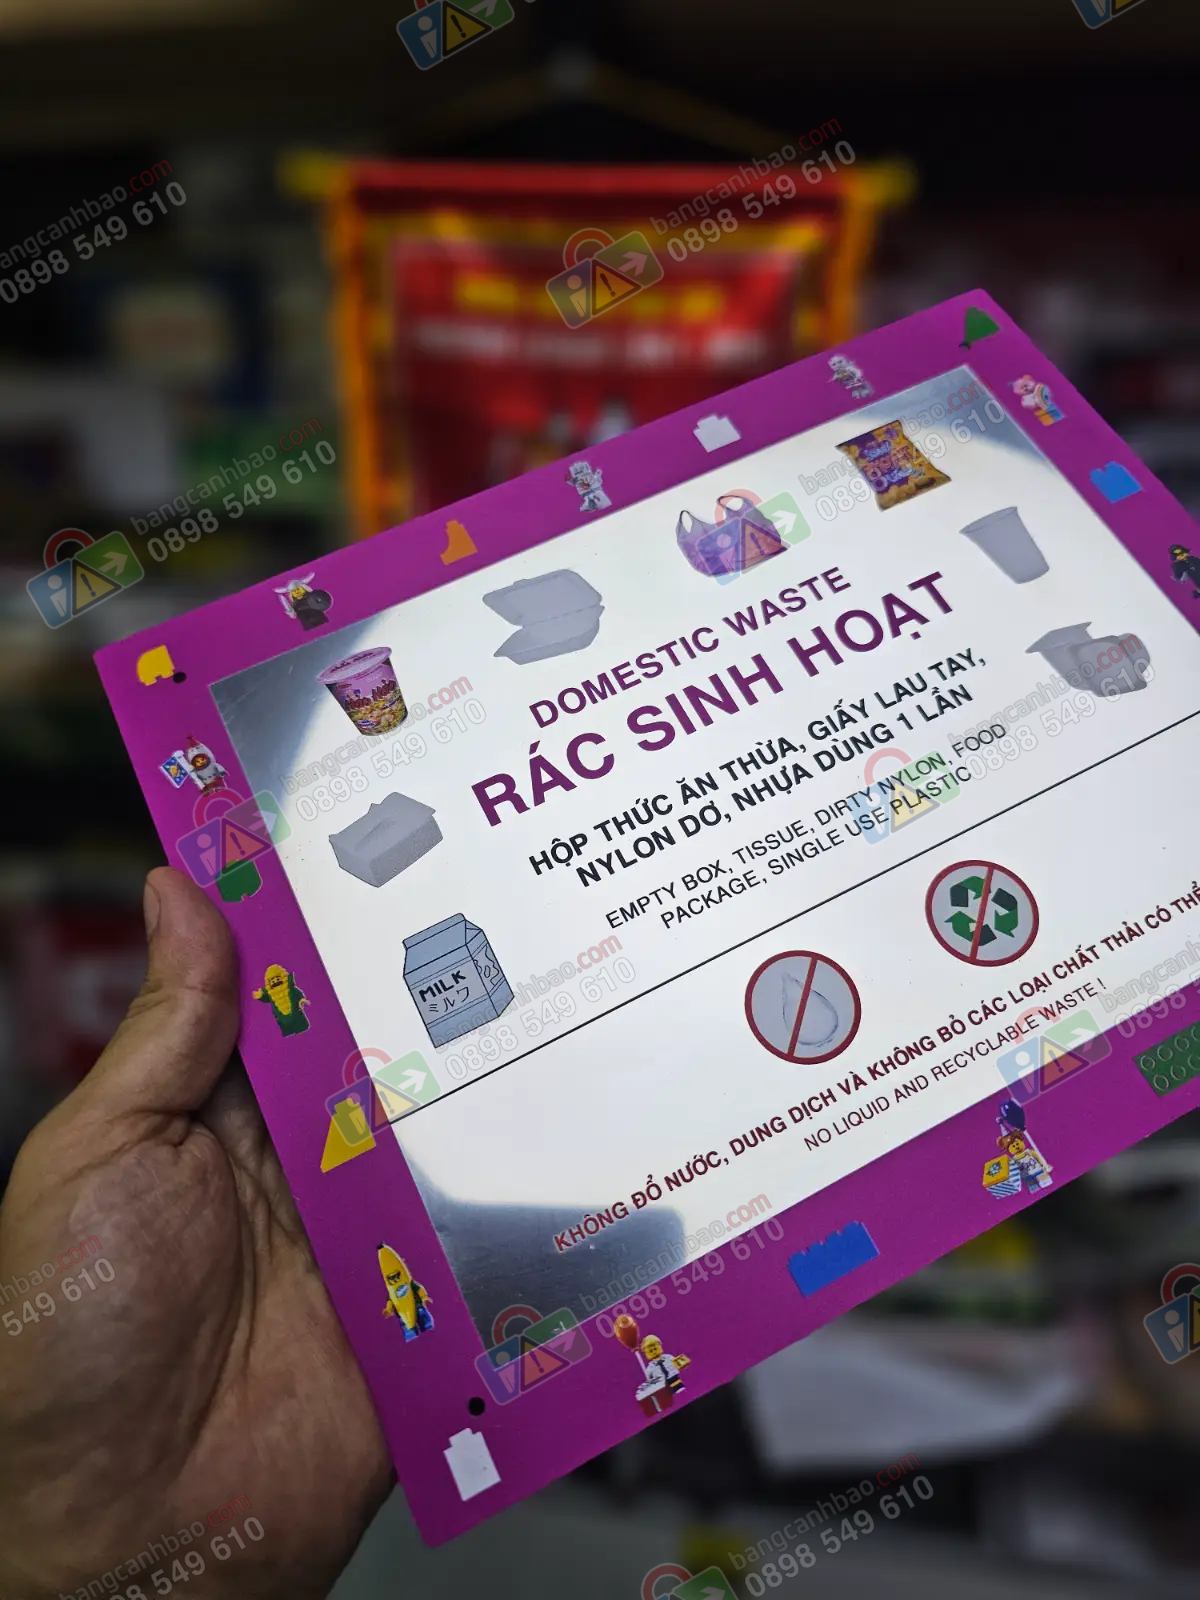 DOMESTIC WASTE
RÁC SINH HOẠT
HỘP THỨC ĂN THỪA, GIẤY LAU TAY,
NYLON DƠ, NHỰA DÙNG 1 LẦN
EMPTY BOX, TISSUE, DIRTY NYLON, FOOD
PACKAGE, SINGLE USE PLASTIC
MILK
ミルク
KHÔNG ĐỔ NƯỚC, DUNG DỊCH VÀ KHÔNG BỎ CÁC LOẠI CHẤT THẢI CÓ THỂ
NO LIQUID AND RECYCLABLE WASTE !
bangcanhbao.com
0898 549 610